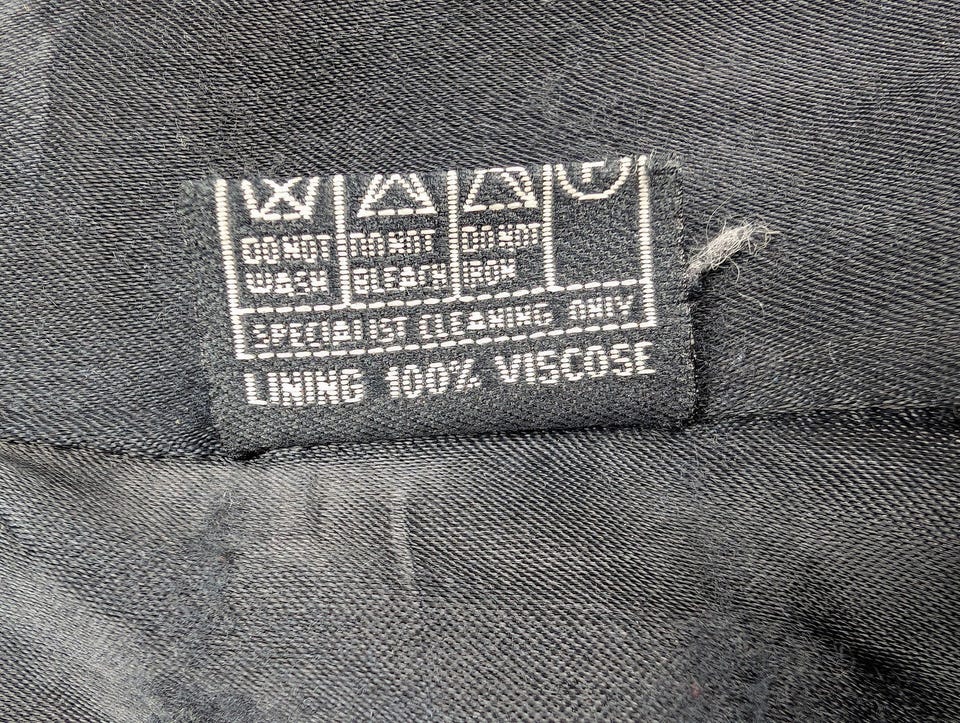 P
DO NOT WASH
DO NOT BLEACH
DO NOT IRON
SPECIALIST CLEANING ONLY
LINING 100% VISCOSE